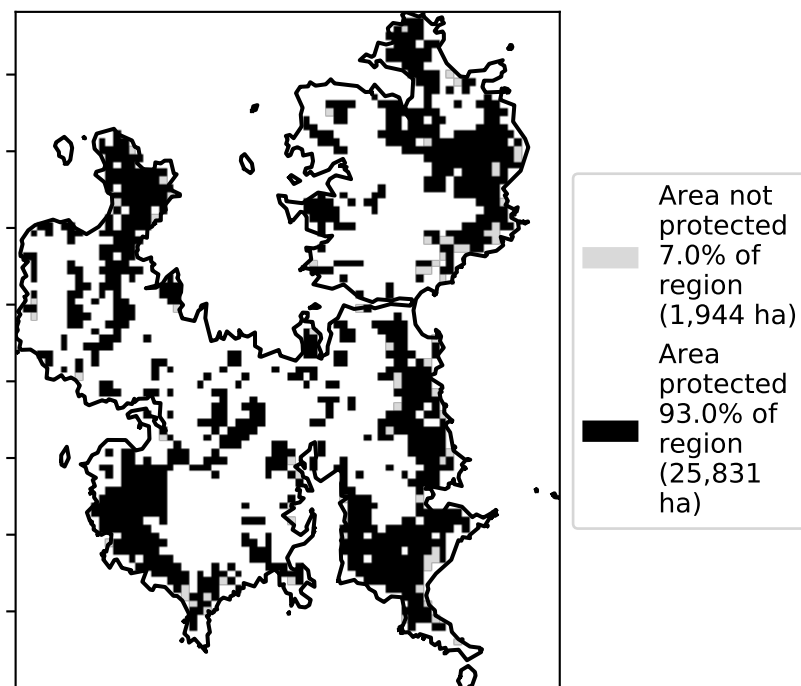 Area not
protected
7.0% of
region
(1,944 ha)
Area
protected
93.0% of
region
(25,831
ha)